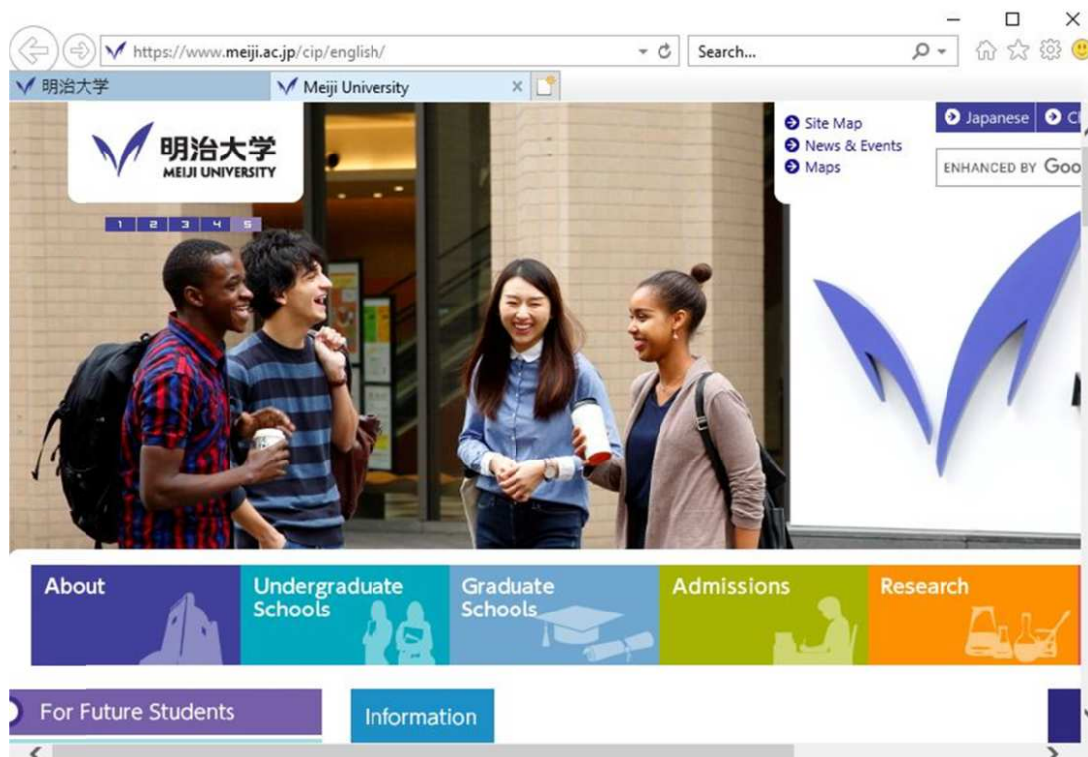 https://www.meiji.ac.jp/cip/english/
Search...
明治大学
Meiji University
明治大学
MEIJI UNIVERSITY
1 2 3 4 5
Site Map
News & Events
Maps
Japanese
ENHANCED BY Goo
About
Undergraduate
Schools
Graduate
Schools
Admissions
Research
For Future Students
Information